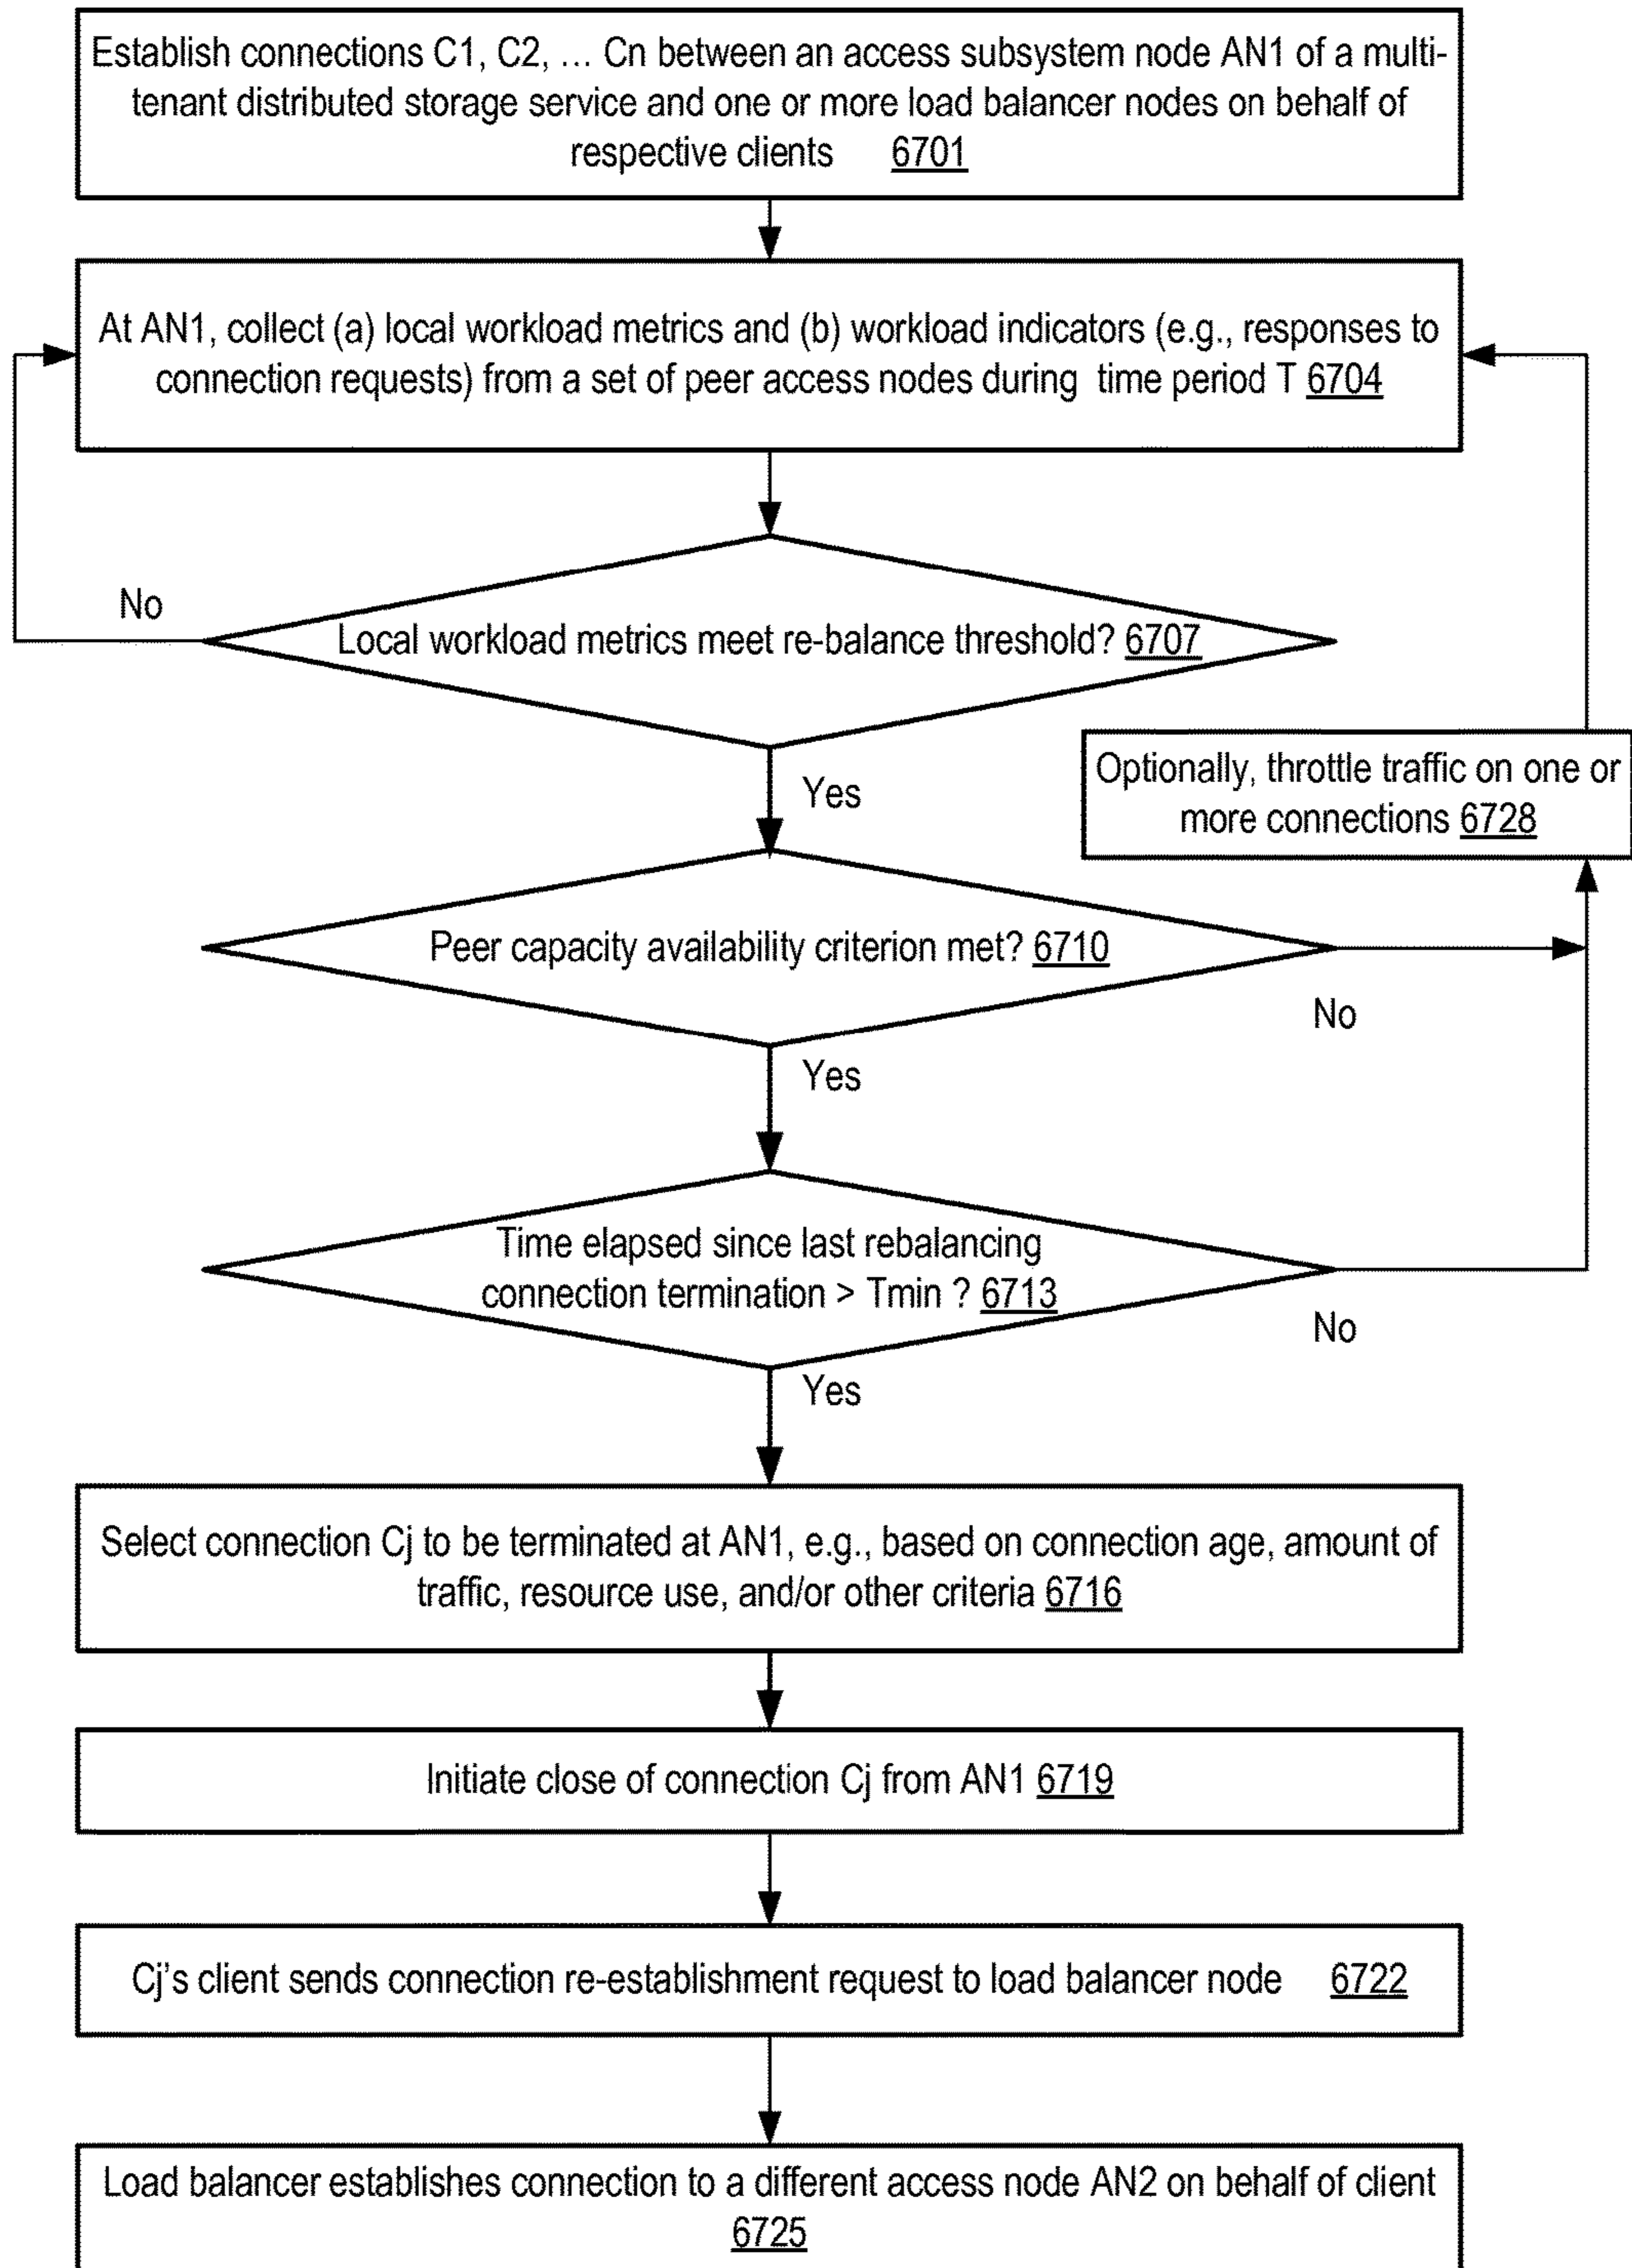 Establish connections C1, C2, ... Cn between an access subsystem node AN1 of a multi-
tenant distributed storage service and one or more load balancer nodes on behalf of
respective clients 6701
At AN1, collect (a) local workload metrics and (b) workload indicators (e.g., responses to
connection requests) from a set of peer access nodes during time period T 6704
No
Local workload metrics meet re-balance threshold? 6707
Yes
Optionally, throttle traffic on one or
more connections 6728
Peer capacity availability criterion met? 6710
No
Yes
Time elapsed since last rebalancing
connection termination > Tmin ? 6713
No
Yes
Select connection Cj to be terminated at AN1, e.g., based on connection age, amount of
traffic, resource use, and/or other criteria 6716
Initiate close of connection Cj from AN1 6719
Cj's client sends connection re-establishment request to load balancer node 6722
Load balancer establishes connection to a different access node AN2 on behalf of client
6725